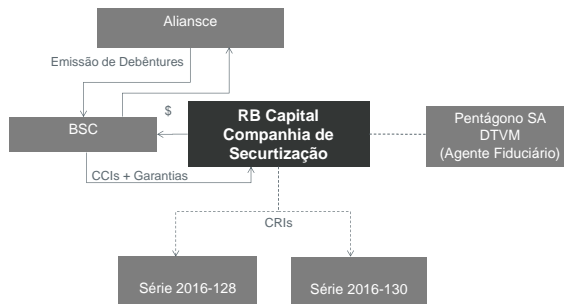 Aliansce
Emissão de Debêntures
$
BSC
RB Capital
Companhia de
Securtização
Pentágono SA
DTVM
(Agente Fiduciário)
CCIs + Garantias
CRIs
Série 2016-128
Série 2016-130